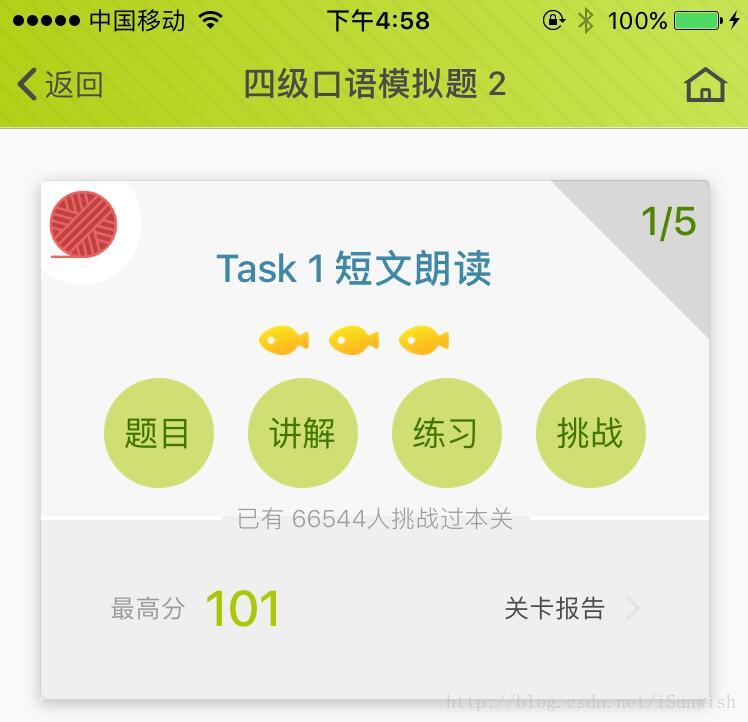 中国移动 下午4:58 100%
返回 四级口语模拟题 2
1/5
Task 1 短文朗读
题目 讲解 练习 挑战
已有 66544人挑战过本关
最高分 101 关卡报告
http://blog.csdn.net/iSunwish